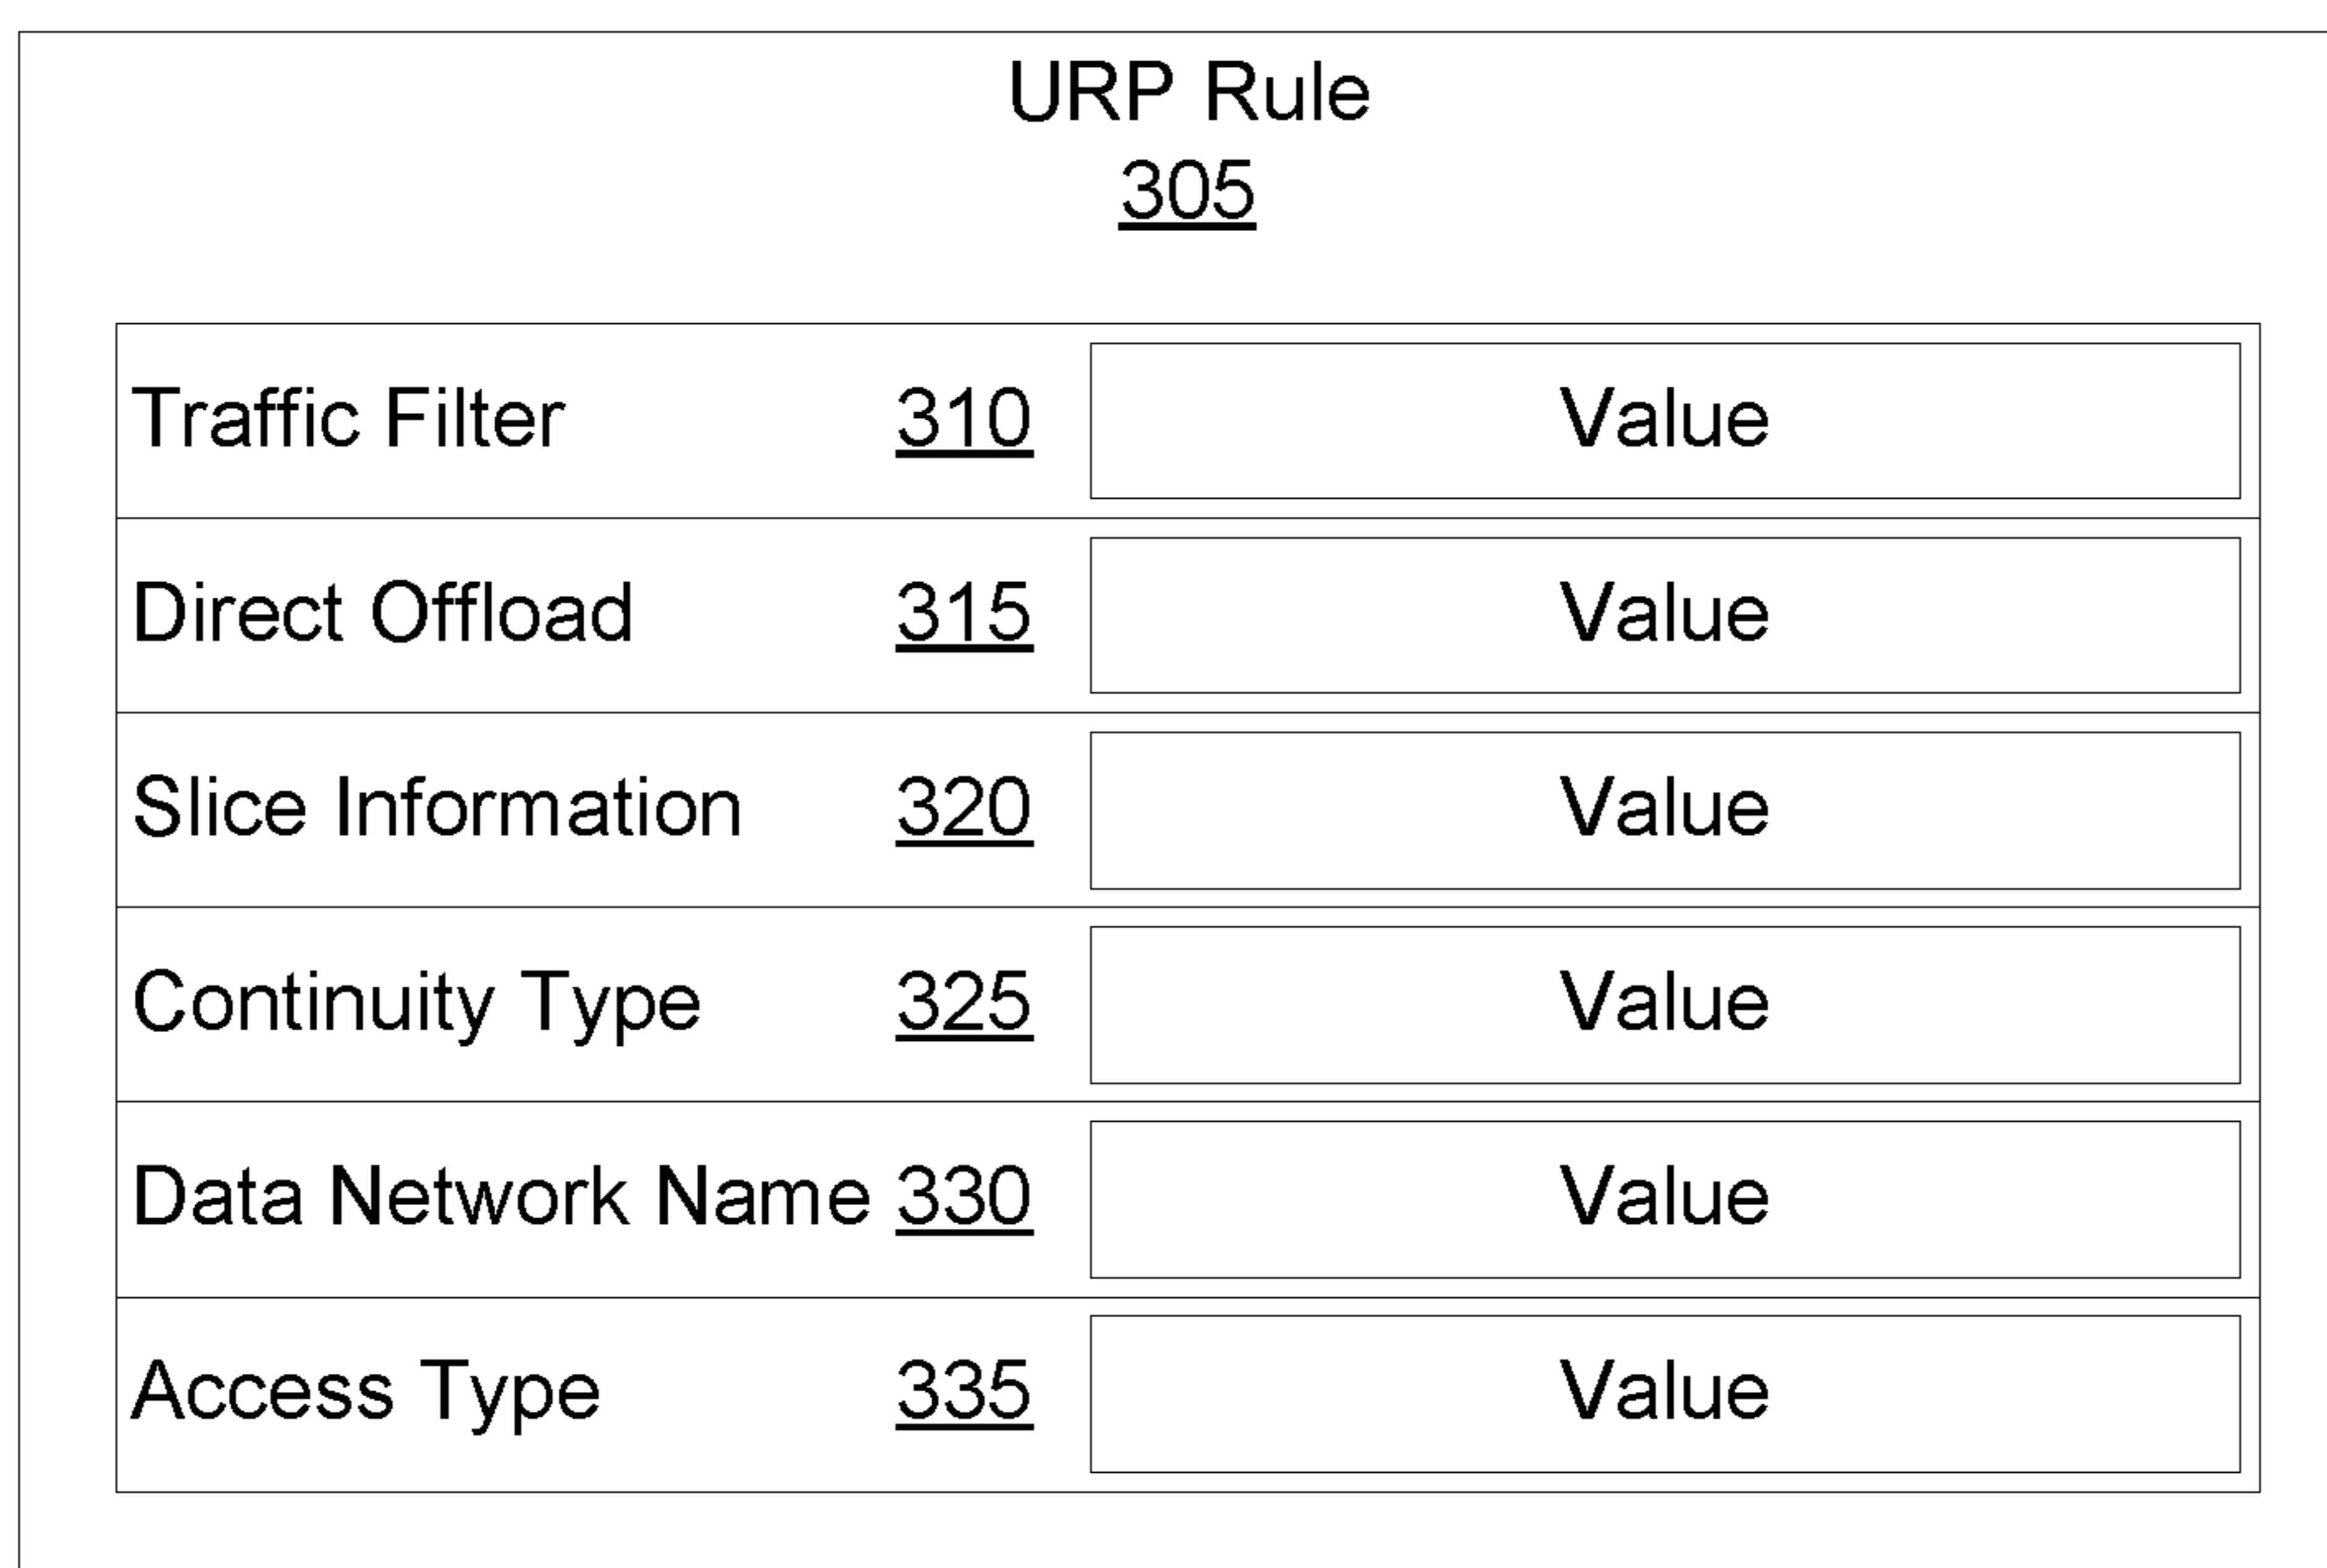 URP Rule
305
Traffic Filter 310 Value
Direct Offload 315 Value
Slice Information 320 Value
Continuity Type 325 Value
Data Network Name 330 Value
Access Type 335 Value